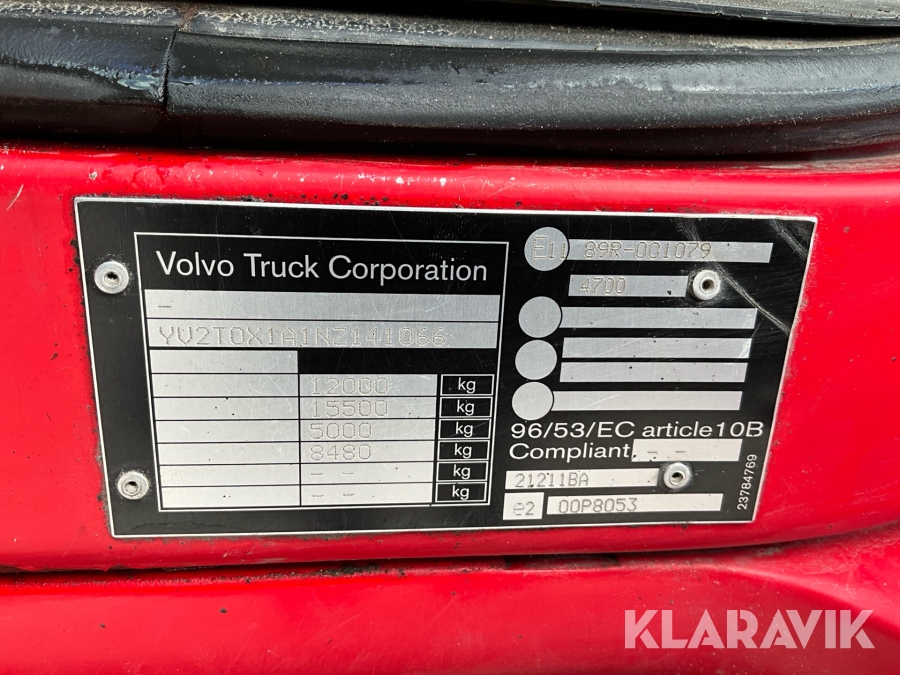 Volvo Truck Corporation
–
YV2T0X1A1NZ141066
12000 kg
15500 kg
5000 kg
8480 kg
– – kg
– – kg
E11 89R-001079
4700
96/53/EC article10B
Compliant – –
21211BA
e2 00P8053
23784769
KLARAVIK